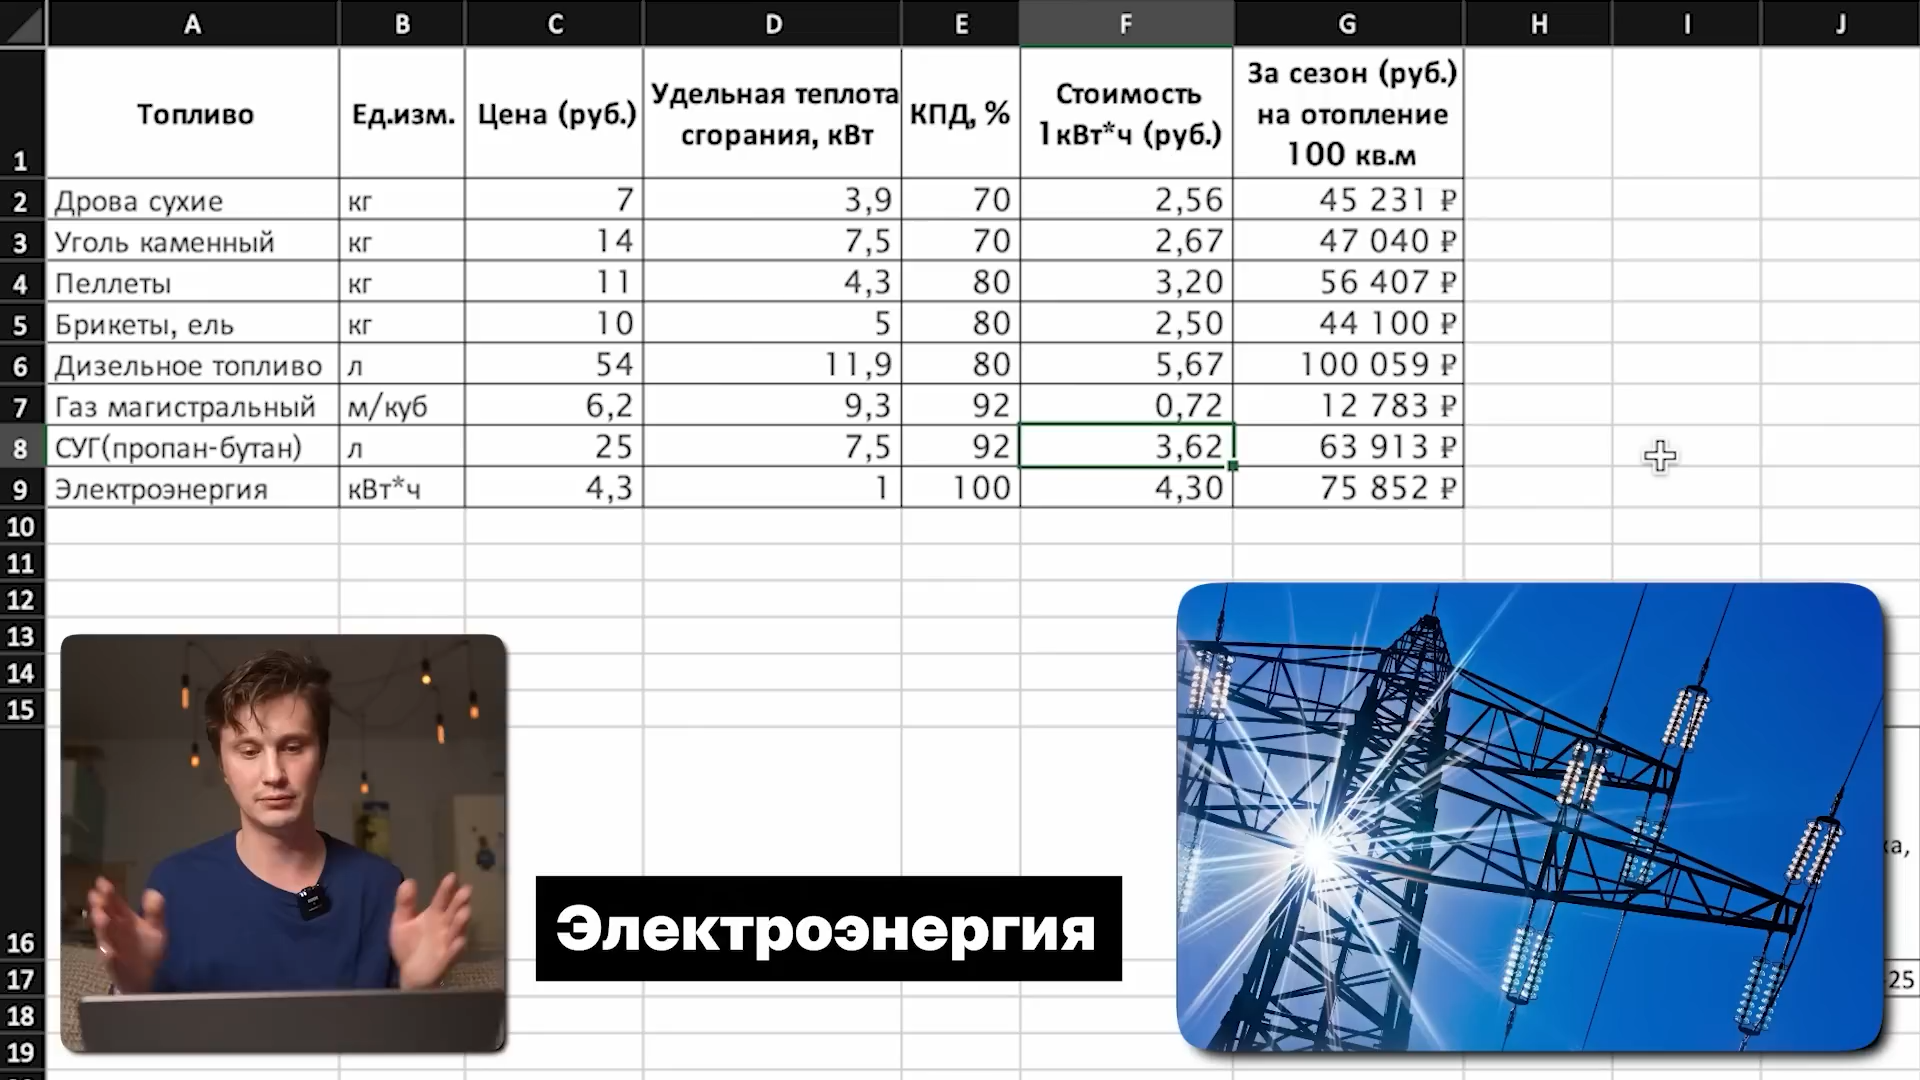 A B C D E F G H I J
1 Топливо Ед.изм. Цена (руб.) Удельная теплота сгорания, кВт КПД, % Стоимость 1кВт*ч (руб.) За сезон (руб.) на отопление 100 кв.м
2 Дрова сухие кг 7 3,9 70 2,56 45 231 ₽
3 Уголь каменный кг 14 7,5 70 2,67 47 040 ₽
4 Пеллеты кг 11 4,3 80 3,20 56 407 ₽
5 Брикеты, ель кг 10 5 80 2,50 44 100 ₽
6 Дизельное топливо л 54 11,9 80 5,67 100 059 ₽
7 Газ магистральный м/куб 6,2 9,3 92 0,72 12 783 ₽
8 СУГ(пропан-бутан) л 25 7,5 92 3,62 63 913 ₽
9 Электроэнергия кВт*ч 4,3 1 100 4,30 75 852 ₽
10
11
12
13
14
15
16
17
18
19
Электроэнергия